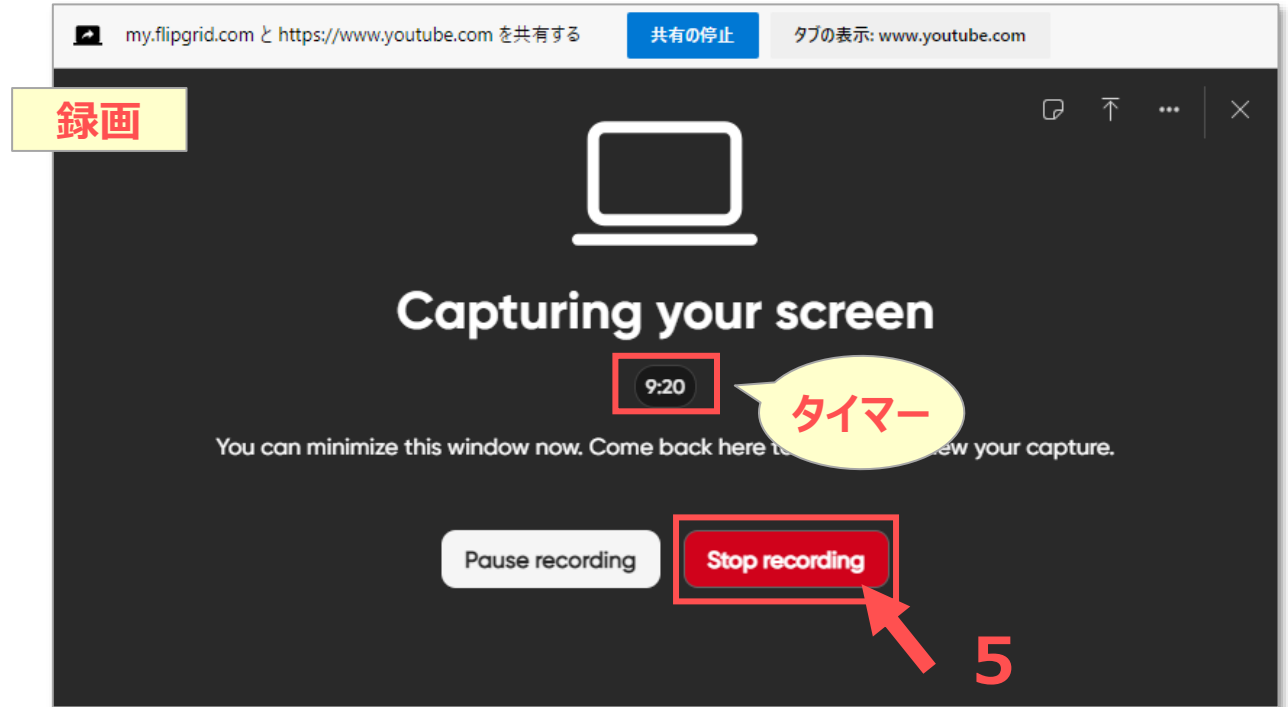 my.flipgrid.com と https://www.youtube.com を共有する 共有の停止 タブの表示: www.youtube.com
録画
Capturing your screen
9:20
タイマー
You can minimize this window now. Come back here your capture.
Pause recording Stop recording
5